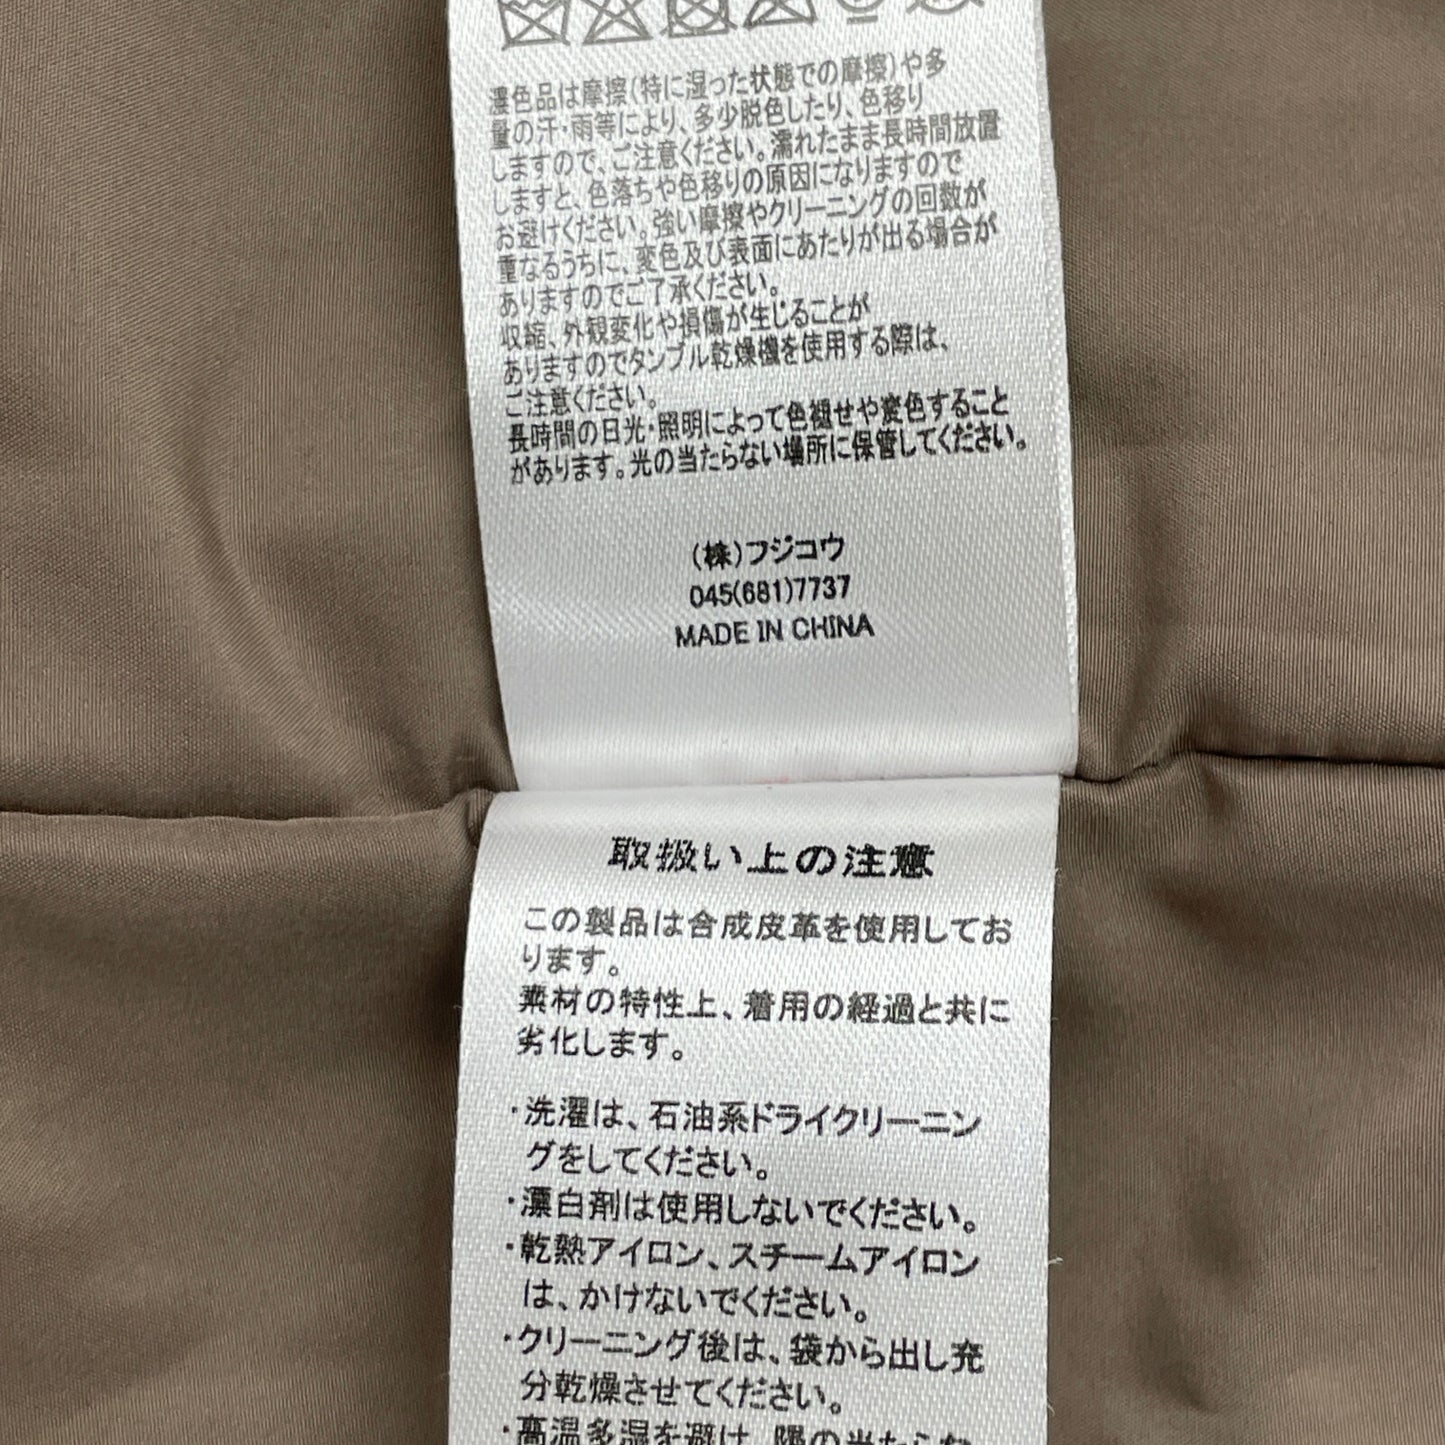 濃色品は摩擦(特に湿った状態での摩擦)や多
量の汗・雨等により、多少脱色したり、色移り
しますので、ご注意ください。濡れたまま長時間放置
しますと、色落ちや色移りの原因になりますので
お避けください。強い摩擦やクリーニングの回数が
重なるうちに、変色及び表面にあたりが出る場合が
ありますのでご了承ください。
収縮、外観変化や損傷が生じることが
ありますのでタンブル乾燥機を使用する際は、
ご注意ください。
長時間の日光・照明によって色褪せや変色すること
があります。光の当たらない場所に保管してください。
(株)フジコウ
045(681)7737
MADE IN CHINA
取扱い上の注意
この製品は合成皮革を使用してお
ります。
素材の特性上、着用の経過と共に
劣化します。
・洗濯は、石油系ドライクリーニン
グをしてください。
・漂白剤は使用しないでください。
・乾熱アイロン、スチームアイロン
は、かけないでください。
・クリーニング後は、袋から出し充
分乾燥させてください。
・高温多湿を避け、陽の当たらな